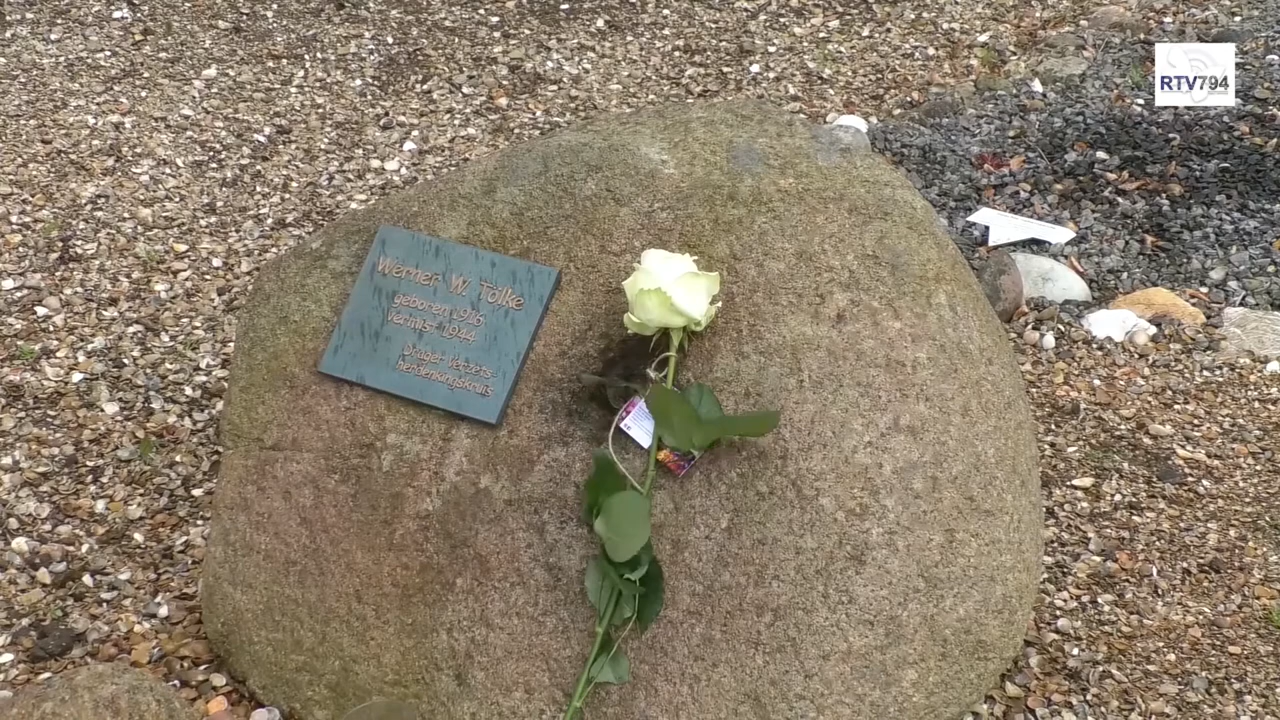 RTV794
Werner W. Tölke
geboren 1916
vermist 1944
Drager Verzets-
herdenkingskruis